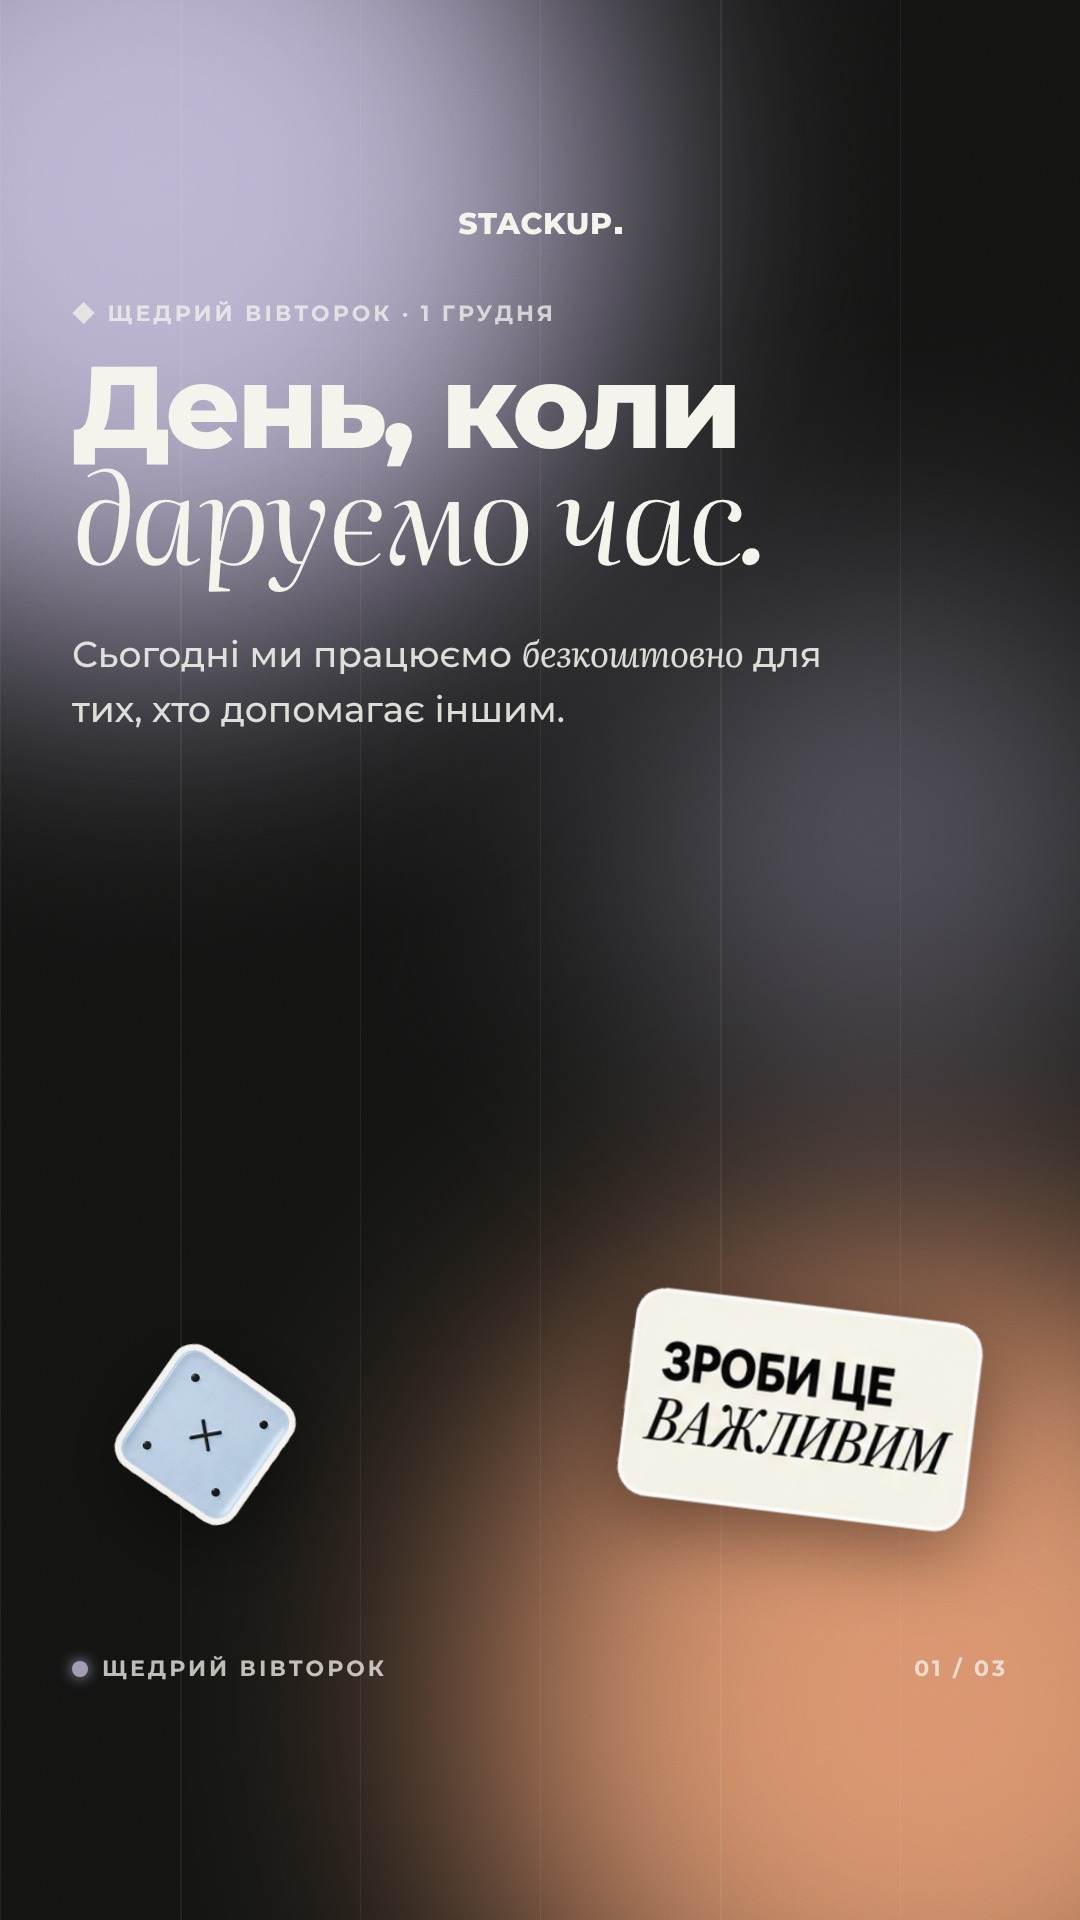 STACKUP.
ЩЕДРИЙ ВІВТОРОК · 1 ГРУДНЯ
День, коли
даруємо час.
Сьогодні ми працюємо безкоштовно для
тих, хто допомагає іншим.
ЗРОБИ ЦЕ
ВАЖЛИВИМ
ЩЕДРИЙ ВІВТОРОК
01 / 03